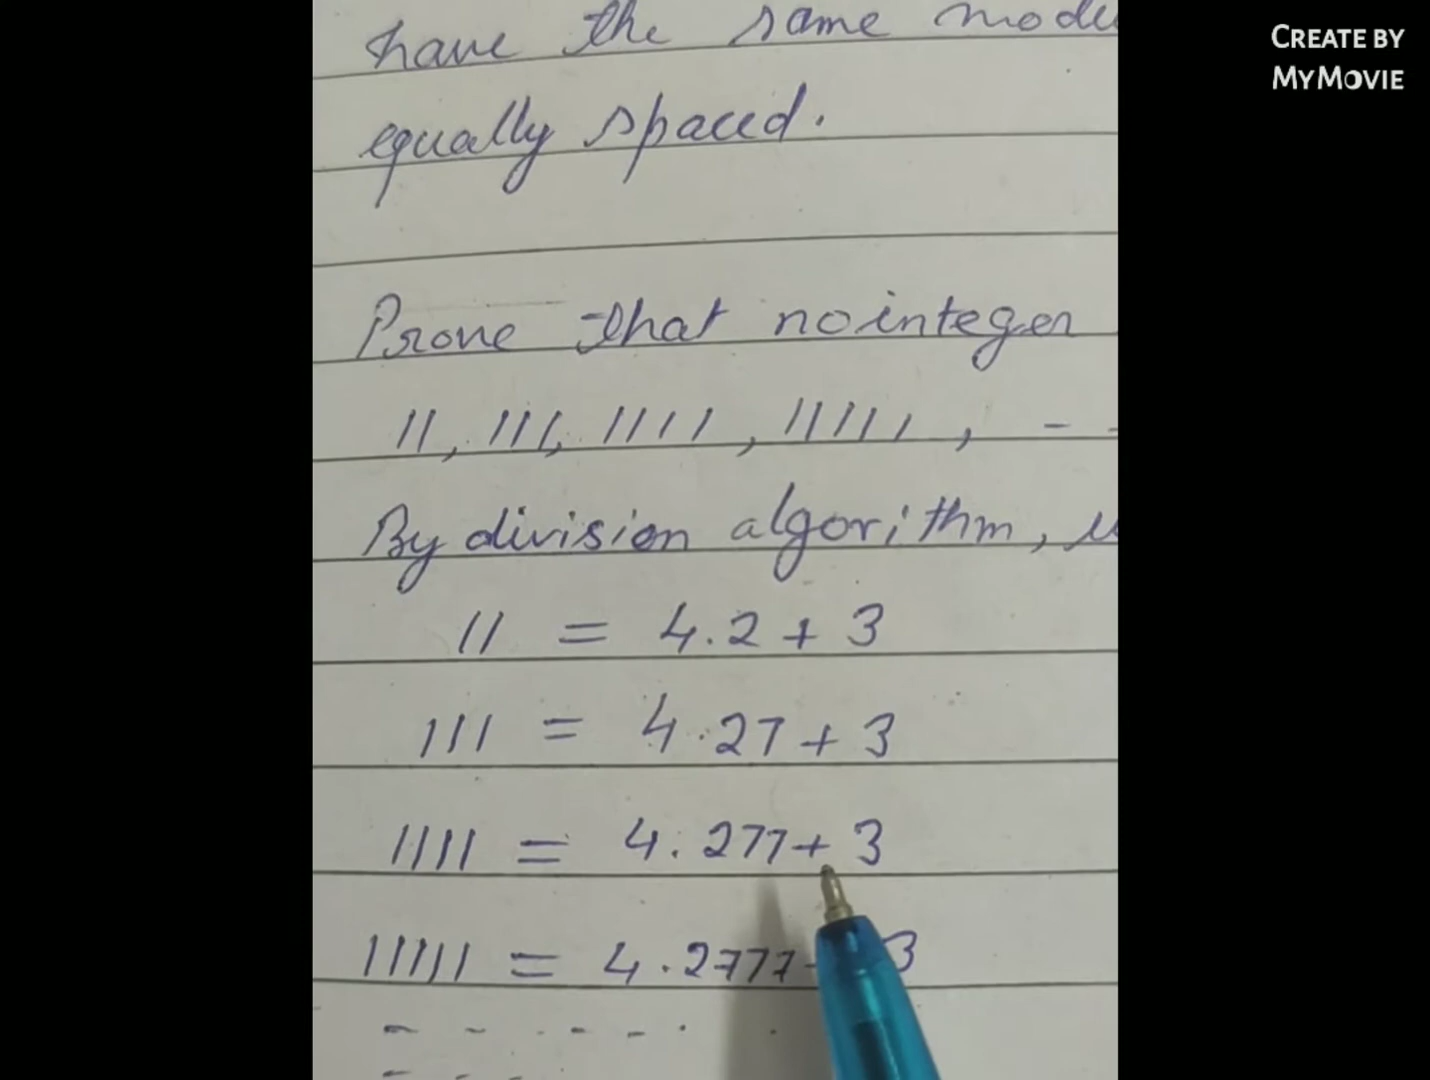 have the same
equally spaced.
Prove that no integer
11, 111, 1111, 11111, - -
By division algorithm,
11 = 4.2 + 3
111 = 4.27 + 3
1111 = 4.277 + 3
11111 = 4.2777 3
CREATE BY
MYMOVIE